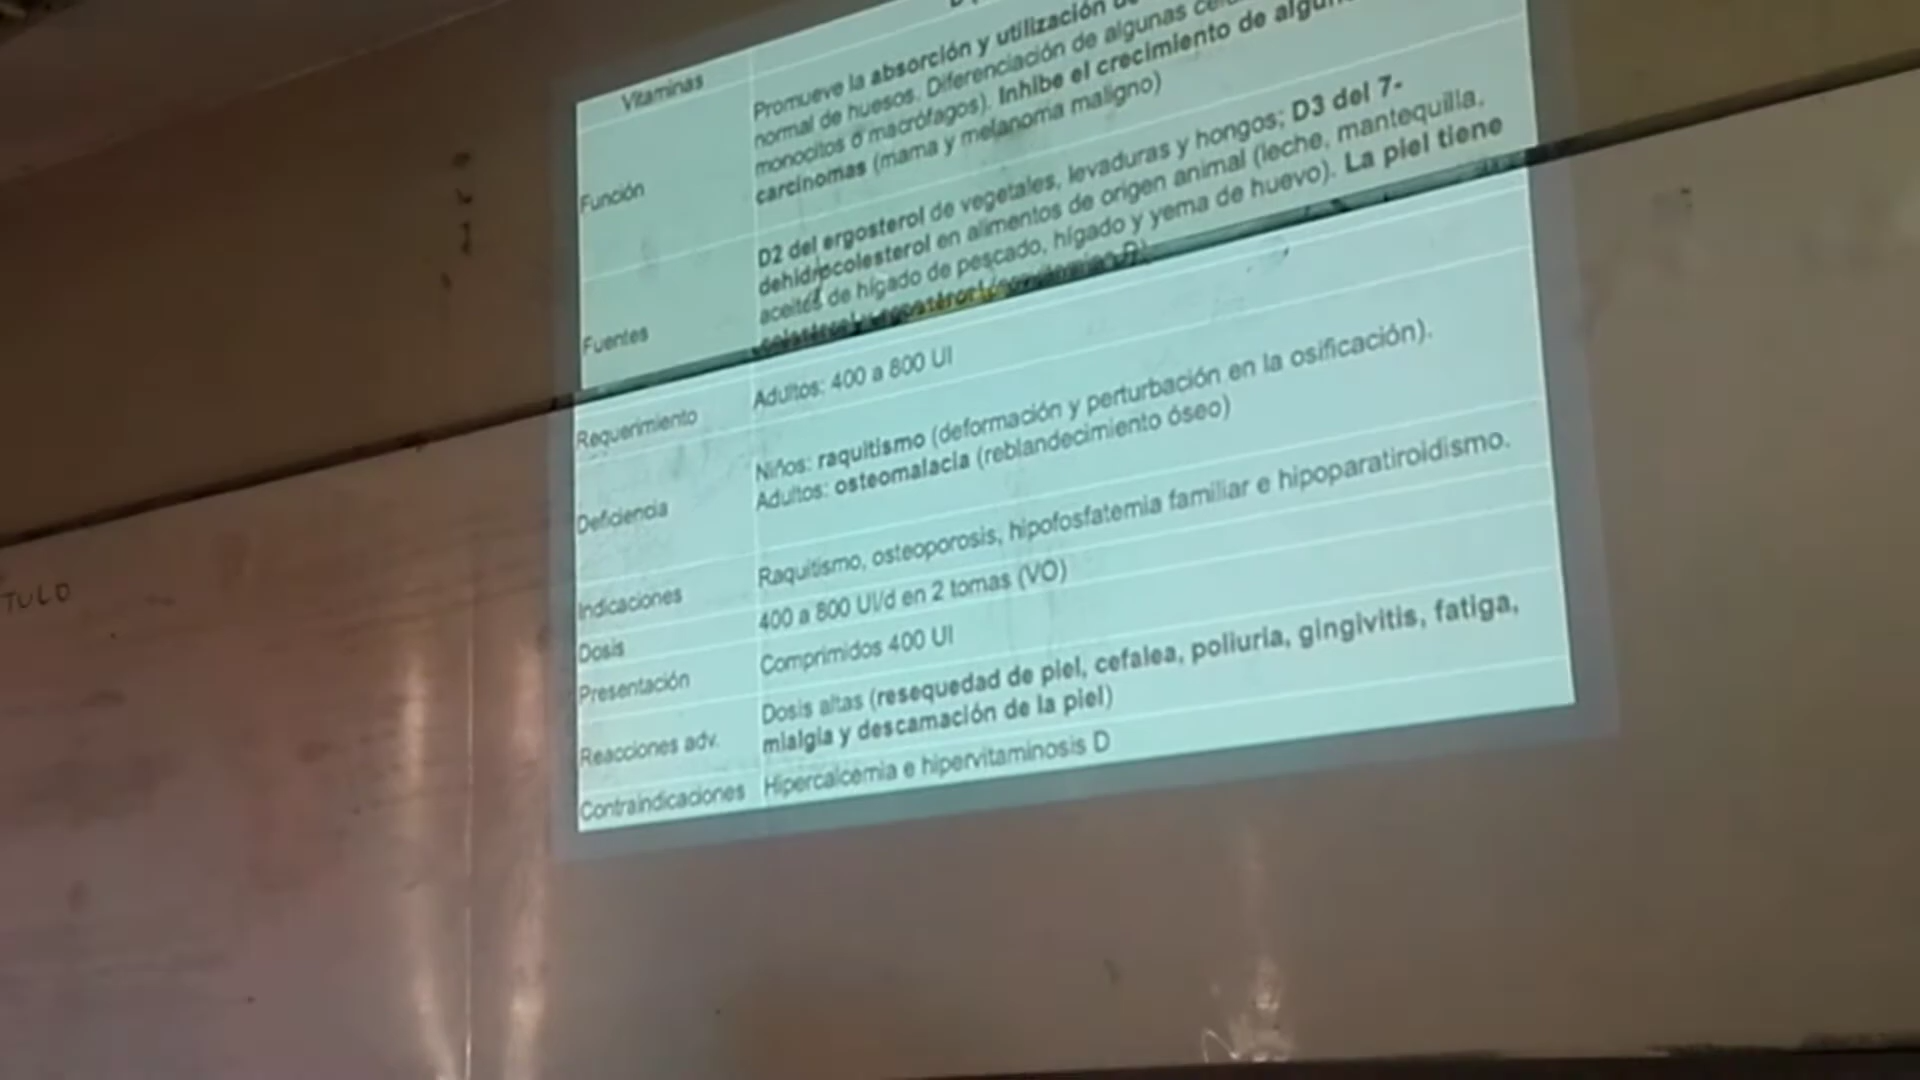 Vitaminas
Promueve la absorción y utilización
normal de huesos. Diferenciación de algunas
monocitos o macrófagos). Inhibe el crecimiento de
carcinomas (mama y melanoma maligno)
Función
D2 del ergosterol de vegetales, levaduras y hongos; D3 del 7-
dehidrocolesterol en alimentos de origen animal (leche, mantequilla,
aceites de hígado de pescado, hígado y yema de huevo). La piel tiene
Fuentes
Requerimiento
Adultos: 400 a 800 UI
Niños: raquitismo (deformación y perturbación en la osificación).
Adultos: osteomalacia (reblandecimiento óseo)
Deficiencia
Indicaciones
Raquitismo, osteoporosis, hipofosfatemia familiar e hipoparatiroidismo.
Dosis
400 a 800 UI/d en 2 tomas (VO)
Presentación
Comprimidos 400 UI
Reacciones adv.
Dosis altas (resequedad de piel, cefalea, poliuria, gingivitis, fatiga,
mialgia y descamación de la piel)
Contraindicaciones
Hipercalcemia e hipervitaminosis D
TULO